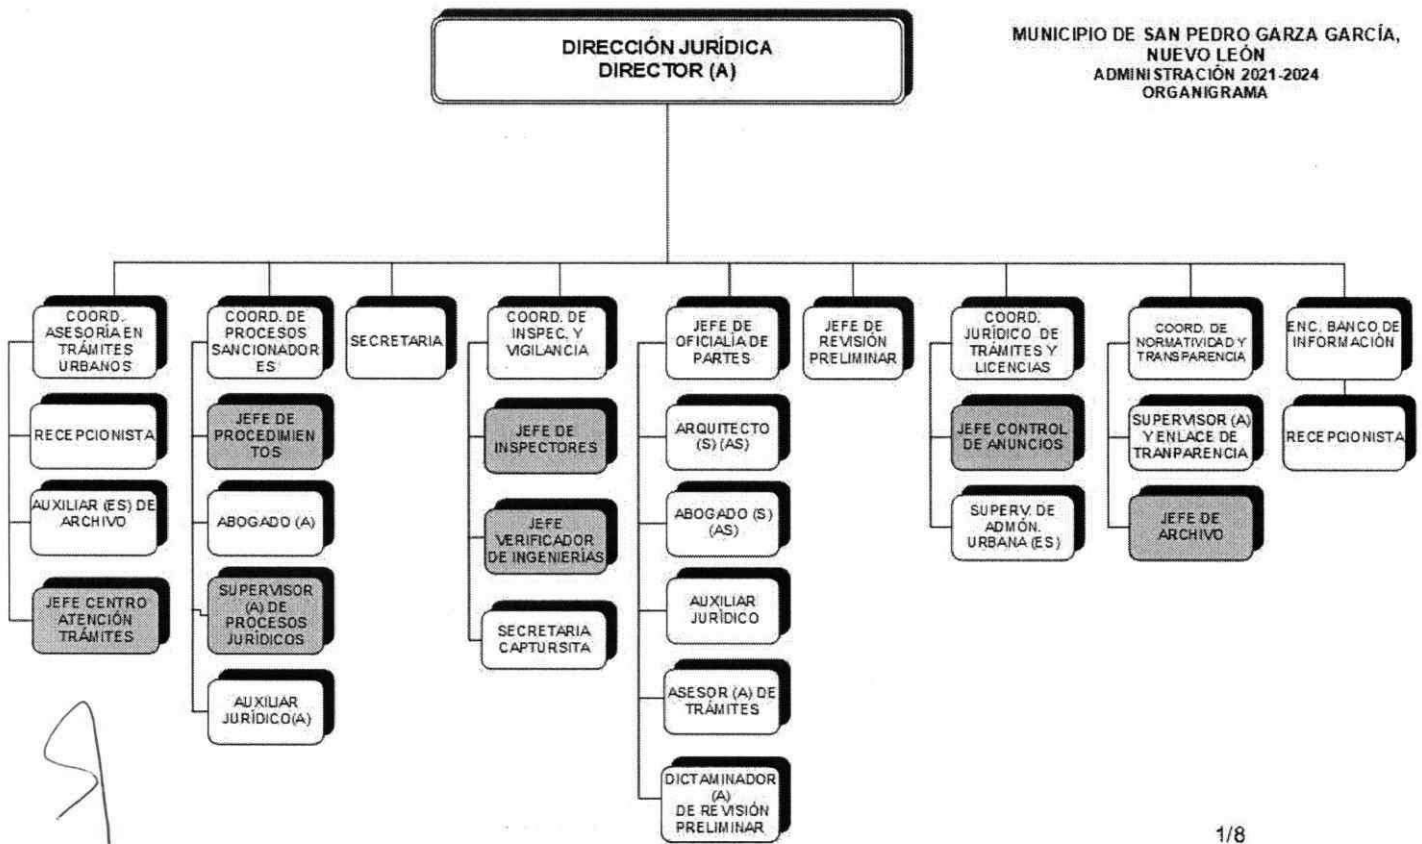 DIRECCIÓN JURÍDICA
DIRECTOR (A)
MUNICIPIO DE SAN PEDRO GARZA GARCÍA,
NUEVO LEÓN
ADMINISTRACIÓN 2021-2024
ORGANIGRAMA
COORD.
ASESORÍA EN
TRÁMITES
URBANOS
RECEPCIONISTA
AUXILIAR (ES) DE
ARCHIVO
JEFE CENTRO
ATENCIÓN
TRÁMITES
COORD. DE
PROCESOS
SANCIONADOR
ES
JEFE DE
PROCEDIMIEN
TOS
ABOGADO (A)
SUPERVISOR
(A) DE
PROCESOS
JURÍDICOS
AUXILIAR
JURÍDICO(A)
SECRETARIA
COORD. DE
INSPEC. Y
VIGILANCIA
JEFE DE
INSPECTORES
JEFE
VERIFICADOR
DE INGENIERÍAS
SECRETARIA
CAPTURSITA
JEFE DE
OFICIALÍA DE
PARTES
ARQUITECTO
(S) (AS)
ABOGADO (S)
(AS)
AUXILIAR
JURÍDICO
ASESOR (A) DE
TRÁMITES
DICTAMINADOR
(A)
DE REVISIÓN
PRELIMINAR
JEFE DE
REVISIÓN
PRELIMINAR
COORD.
JURÍDICO DE
TRÁMITES Y
LICENCIAS
JEFE CONTROL
DE ANUNCIOS
SUPERV. DE
ADMÓN.
URBANA (ES)
COORD. DE
NORMATIVIDAD Y
TRANSPARENCIA
SUPERVISOR (A)
Y ENLACE DE
TRANPARENCIA
JEFE DE
ARCHIVO
ENC. BANCO DE
INFORMACIÓN
RECEPCIONISTA
1/8